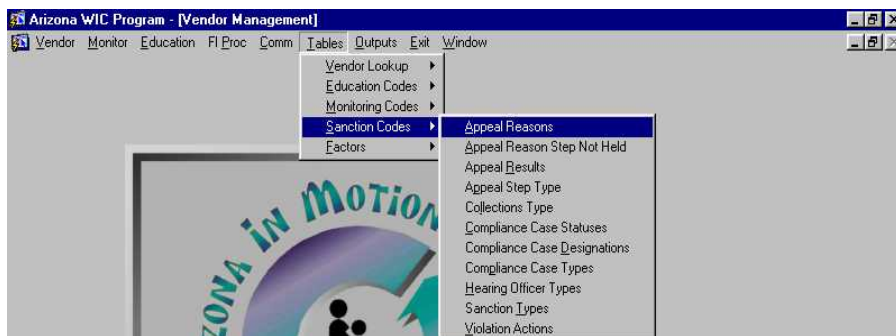 Arizona WIC Program - [Vendor Management]
Vendor Monitor Education FI Proc Comm Tables Outputs Exit Window
Vendor Lookup
Education Codes
Monitoring Codes
Sanction Codes
Factors
Appeal Reasons
Appeal Reason Step Not Held
Appeal Results
Appeal Step Type
Collections Type
Compliance Case Statuses
Compliance Case Designations
Compliance Case Types
Hearing Officer Types
Sanction Types
Violation Actions
IZONA IN MOTION